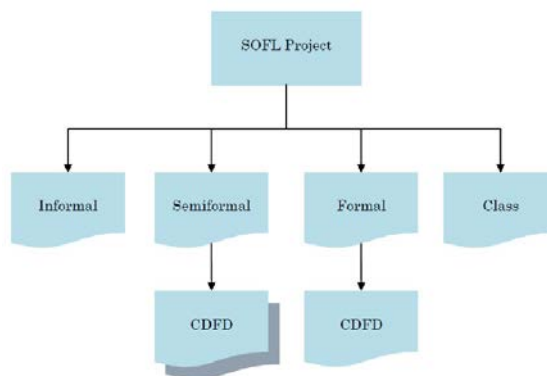 SOFL Project
Informal
Semiformal
Formal
Class
CDFD
CDFD